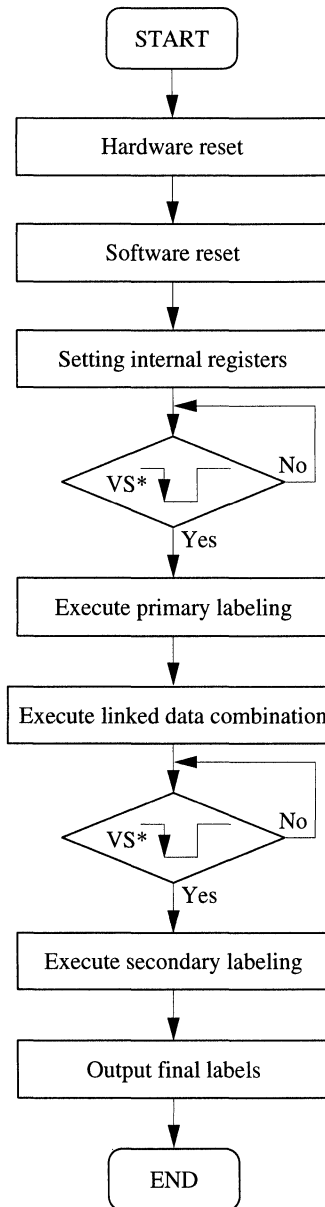 START
Hardware reset
Software reset
Setting internal registers
VS*
No
Yes
Execute primary labeling
Execute linked data combination
VS*
No
Yes
Execute secondary labeling
Output final labels
END